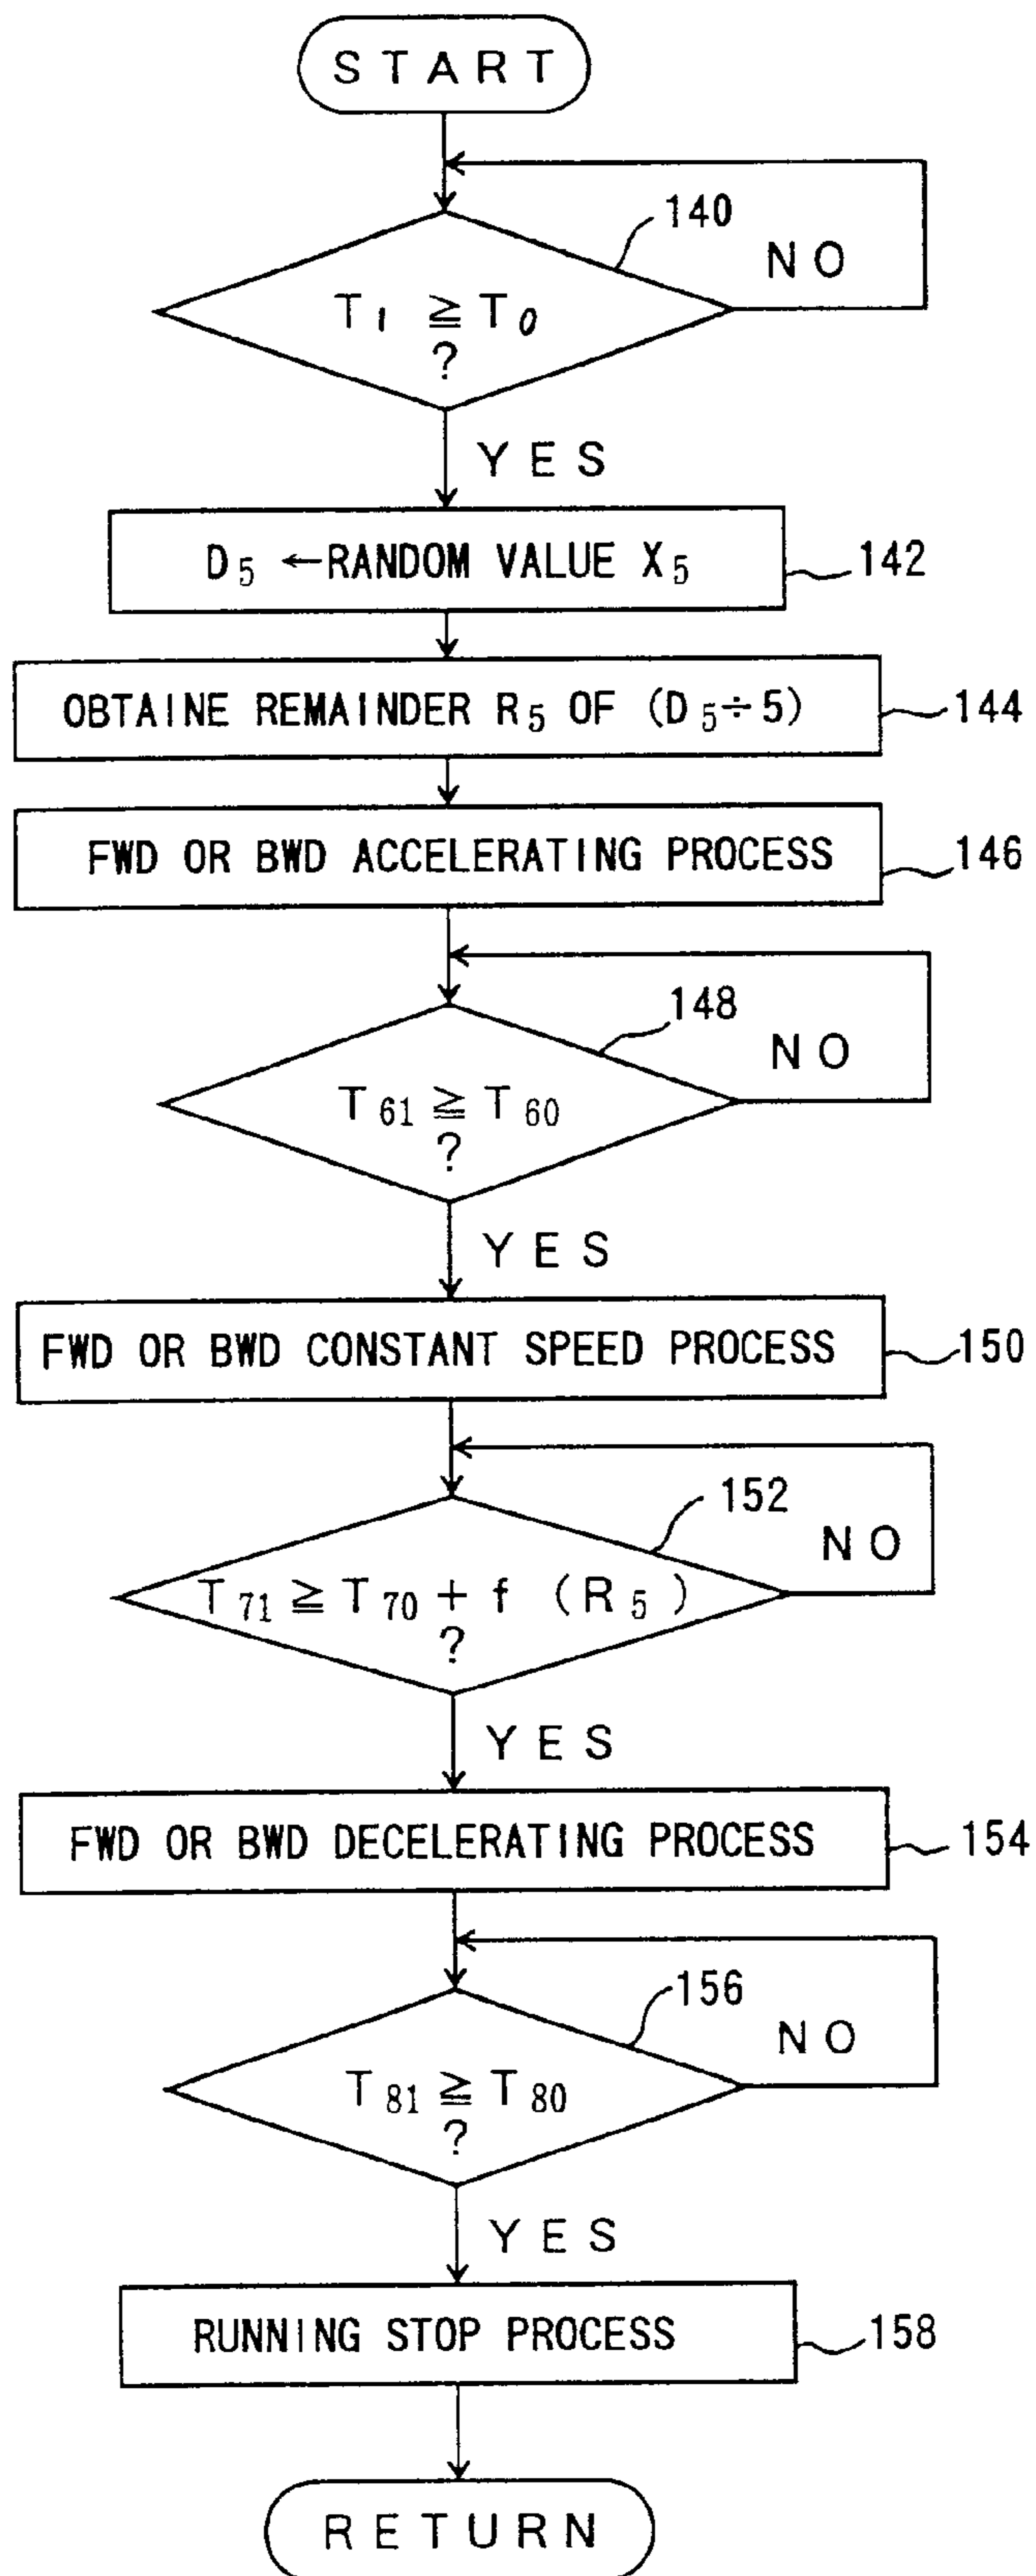 START
140
NO
T₁ ≧ T₀
?
YES
D₅ ←RANDOM VALUE X₅
142
OBTAINE REMAINDER R₅ OF (D₅÷5)
144
FWD OR BWD ACCELERATING PROCESS
146
148
NO
T₆₁ ≧ T₆₀
?
YES
FWD OR BWD CONSTANT SPEED PROCESS
150
152
NO
T₇₁ ≧ T₇₀ + f (R₅)
?
YES
FWD OR BWD DECELERATING PROCESS
154
156
NO
T₈₁ ≧ T₈₀
?
YES
RUNNING STOP PROCESS
158
RETURN